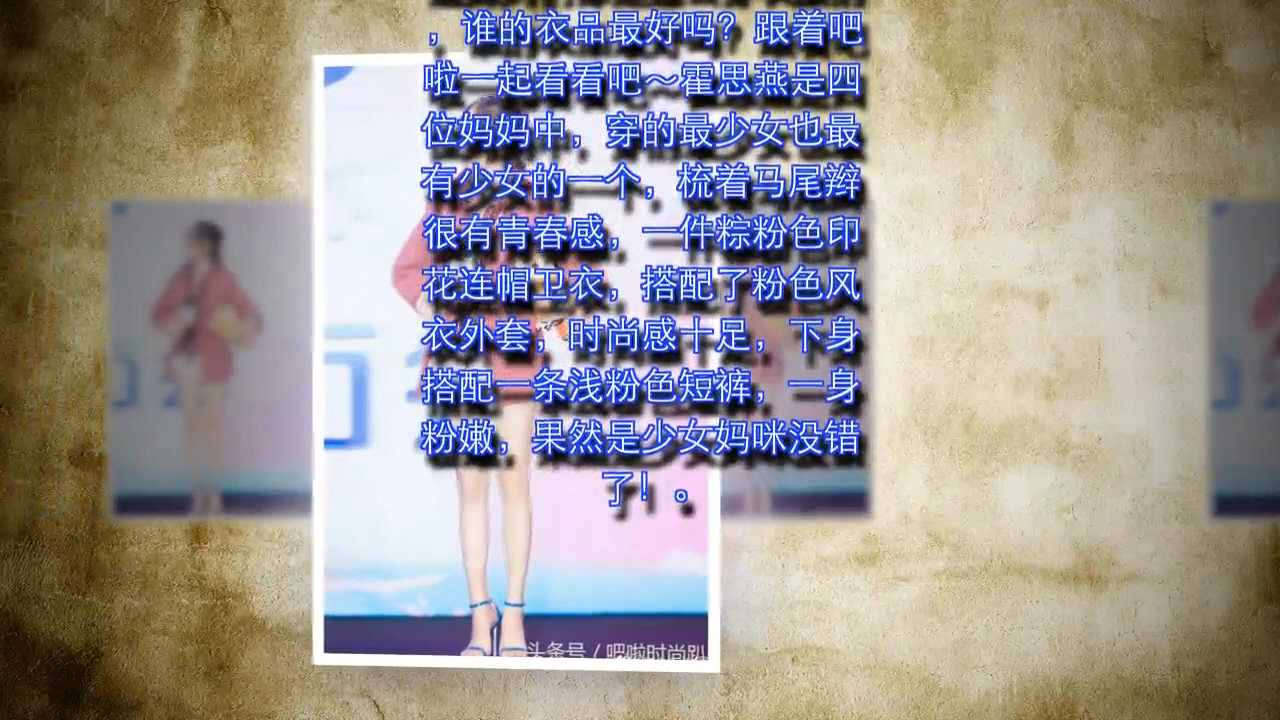 ，谁的衣品最好吗？跟着吧
啦一起看看吧～霍思燕是四
位妈妈中，穿的最少女也最
有少女的一个，梳着马尾辫
很有青春感，一件粽粉色印
花连帽卫衣，搭配了粉色风
衣外套，时尚感十足，下身
搭配一条浅粉色短裤，一身
粉嫩，果然是少女妈咪没错
了！。
头条号 / 吧啦时尚趴